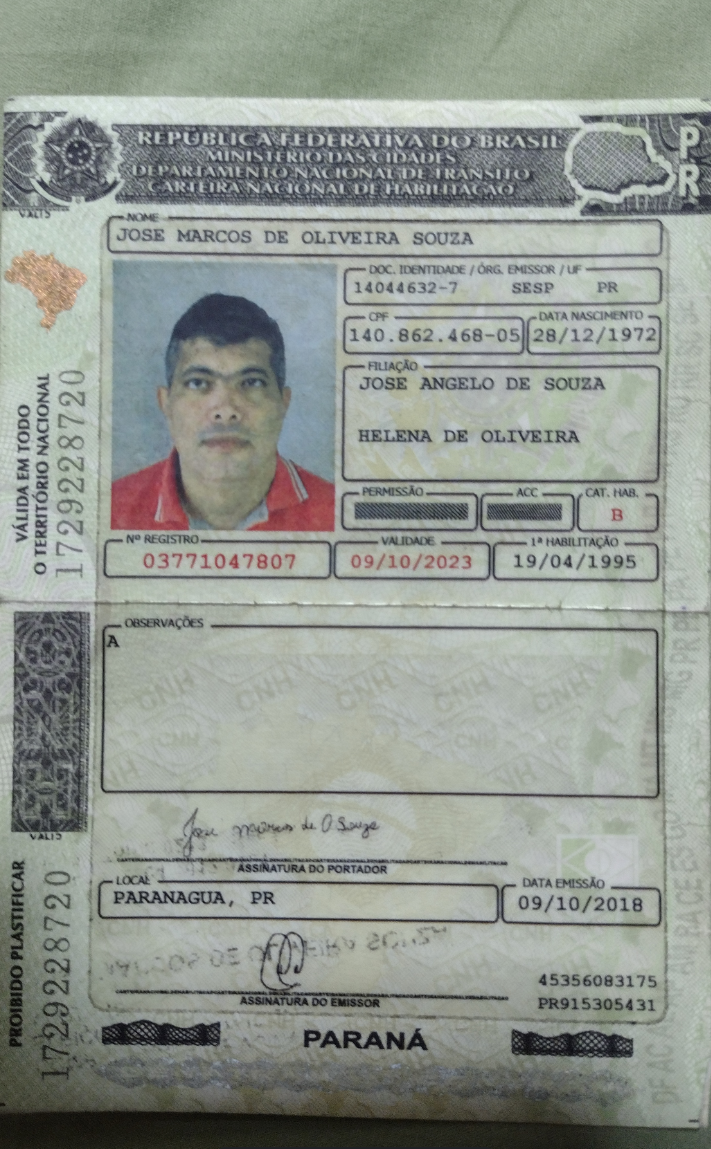 REPÚBLICA FEDERATIVA DO BRASIL
MINISTÉRIO DAS CIDADES
DEPARTAMENTO NACIONAL DE TRÂNSITO
CARTEIRA NACIONAL DE HABILITAÇÃO
PR
VALID
NOME
JOSE MARCOS DE OLIVEIRA SOUZA
DOC. IDENTIDADE / ÓRG. EMISSOR / UF
14044632-7 SESP PR
CPF
140.862.468-05
DATA NASCIMENTO
28/12/1972
FILIAÇÃO
JOSE ANGELO DE SOUZA
HELENA DE OLIVEIRA
PERMISSÃO
ACC
CAT. HAB.
B
Nº REGISTRO
03771047807
VALIDADE
09/10/2023
1ª HABILITAÇÃO
19/04/1995
VÁLIDA EM TODO
O TERRITÓRIO NACIONAL
1729228720
OBSERVAÇÕES
A
CNH CNH CNH CNH
CNH CNH
VALID
Jose Marcos de O Souza
ASSINATURA DO PORTADOR
LOCAL
PARANAGUA, PR
DATA EMISSÃO
09/10/2018
ASSINATURA DO EMISSOR
45356083175
PR915305431
PROIBIDO PLASTIFICAR
1729228720
PARANÁ